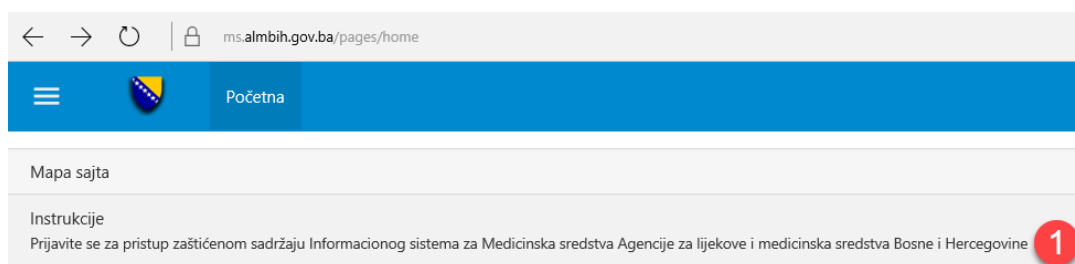 ms.almbih.gov.ba/pages/home
Početna
Mapa sajta
Instrukcije
Prijavite se za pristup zaštićenom sadržaju Informacionog sistema za Medicinska sredstva Agencije za lijekove i medicinska sredstva Bosne i Hercegovine 1